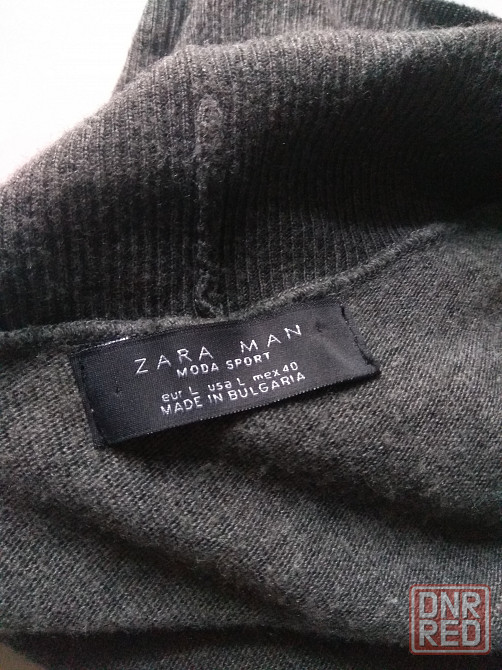 ZARA MAN
MODA SPORT
eur L usa L mex 40
MADE IN BULGARIA
DNR
RED